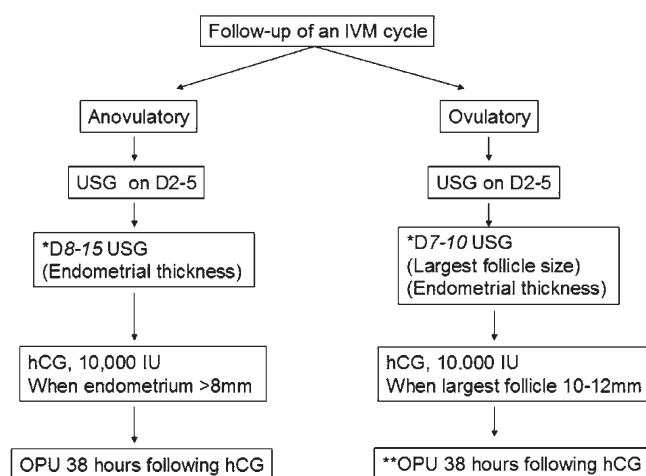 Follow-up of an IVM cycle
Anovulatory
Ovulatory
USG on D2-5
USG on D2-5
*D8-15 USG
(Endometrial thickness)
*D7-10 USG
(Largest follicle size)
(Endometrial thickness)
hCG, 10,000 IU
When endometrium >8mm
hCG, 10.000 IU
When largest follicle 10-12mm
OPU 38 hours following hCG
**OPU 38 hours following hCG